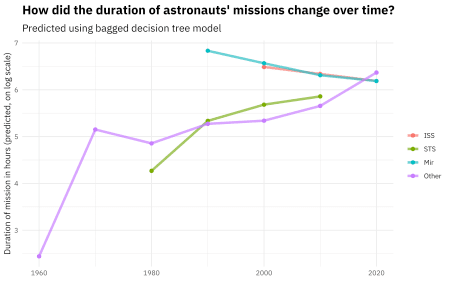 How did the duration of astronauts' missions change over time?
Predicted using bagged decision tree model
Duration of mission in hours (predicted, on log scale)
7
6
5
4
3
1960
1980
2000
2020
ISS
STS
Mir
Other